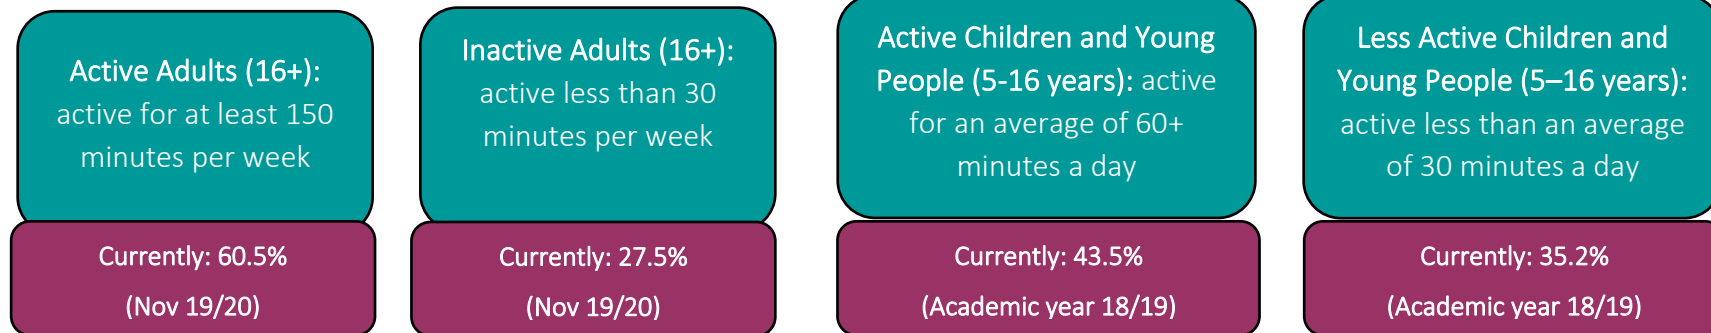 Active Adults (16+):
active for at least 150
minutes per week
Currently: 60.5%
(Nov 19/20)
Inactive Adults (16+):
active less than 30
minutes per week
Currently: 27.5%
(Nov 19/20)
Active Children and Young
People (5-16 years): active
for an average of 60+
minutes a day
Currently: 43.5%
(Academic year 18/19)
Less Active Children and
Young People (5–16 years):
active less than an average
of 30 minutes a day
Currently: 35.2%
(Academic year 18/19)